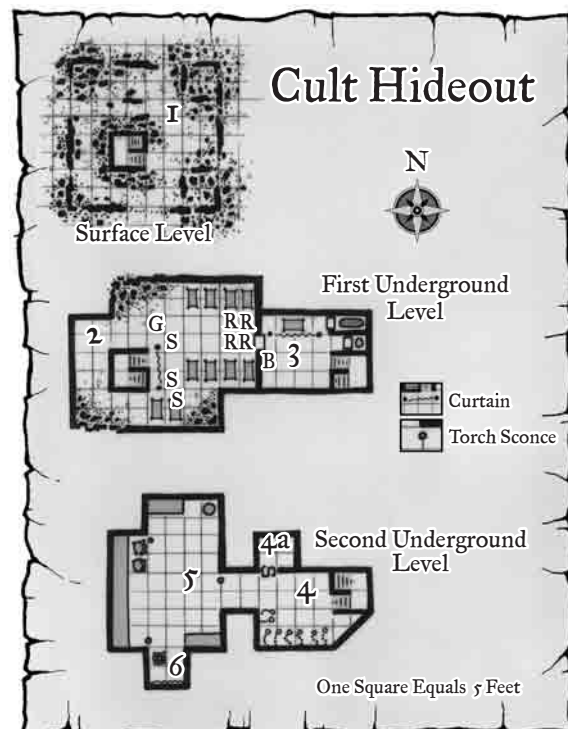 Cult Hideout
1
N
Surface Level
First Underground
Level
G
S
R R
R R
2
B
3
S
S
Curtain
Torch Sconce
Second Underground
Level
4a
S
5
4
6
One Square Equals 5 Feet